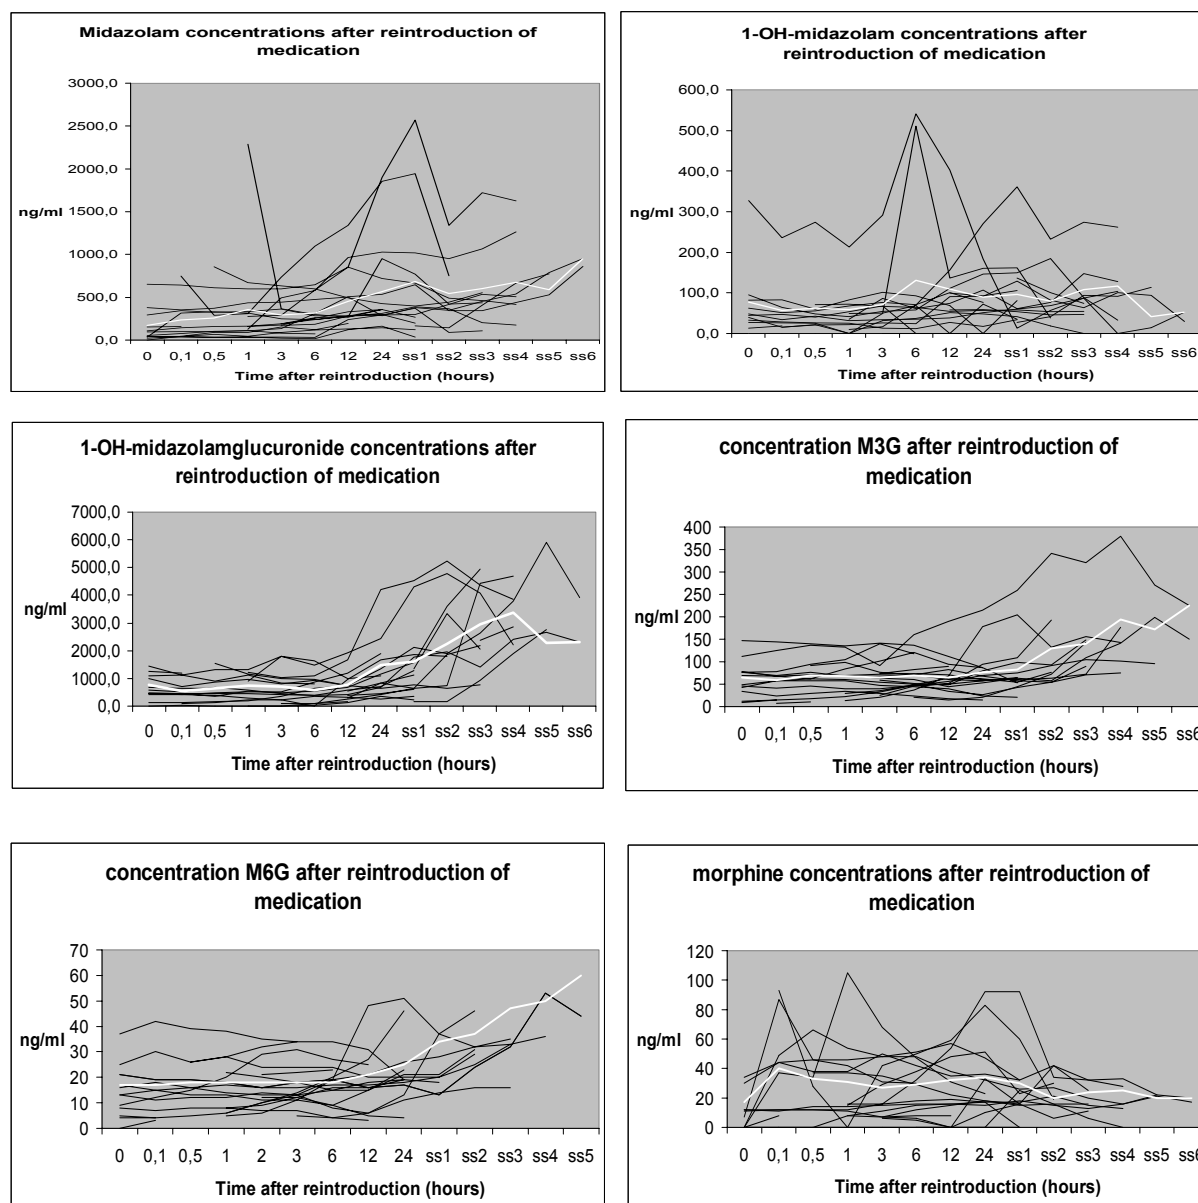 Midazolam concentrations after reintroduction of
medication
3000,0
2500,0
2000,0
1500,0
ng/ml
1000,0
500,0
0,0
0 0,1 0,5 1 3 6 12 24 ss1 ss2 ss3 ss4 ss5 ss6
Time after reintroduction (hours)
1-OH-midazolam concentrations after
reintroduction of medication
600,0
500,0
400,0
300,0
ng/ml
200,0
100,0
0,0
0 0,1 0,5 1 3 6 12 24 ss1 ss2 ss3 ss4 ss5 ss6
Time after reintroduction (hours)
1-OH-midazolamglucuronide concentrations after
reintroduction of medication
7000,0
6000,0
5000,0
4000,0
ng/ml
3000,0
2000,0
1000,0
0,0
0 0,1 0,5 1 3 6 12 24 ss1 ss2 ss3 ss4 ss5 ss6
Time after reintroduction (hours)
concentration M3G after reintroduction of
medication
400
350
300
250
ng/ml
200
150
100
50
0
0 0,1 0,5 1 3 6 12 24 ss1 ss2 ss3 ss4 ss5 ss6
Time after reintroduction (hours)
concentration M6G after reintroduction of
medication
70
60
50
40
ng/ml
30
20
10
0
0 0,1 0,5 1 2 3 6 12 24 ss1 ss2 ss3 ss4 ss5
Time after reintroduction (hours)
morphine concentrations after reintroduction of
medication
120
100
80
60
ng/ml
40
20
0
0 0,1 0,5 1 3 6 12 24 ss1 ss2 ss3 ss4 ss5 ss6
Time after reintroduction (hours)